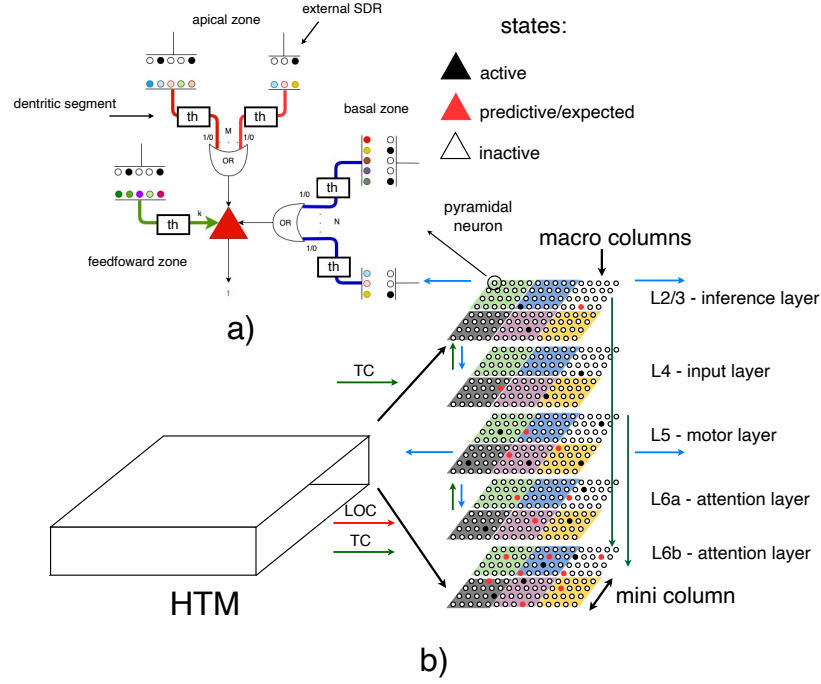 apical zone
external SDR
states:
active
predictive/expected
inactive
dentritic segment
th
th
M
1/0
1/0
OR
basal zone
th
1/0
OR
N
1/0
th
k
th
feedfoward zone
1
a)
pyramidal
neuron
macro columns
L2/3 - inference layer
TC
L4 - input layer
L5 - motor layer
L6a - attention layer
LOC
TC
L6b - attention layer
HTM
mini column
b)